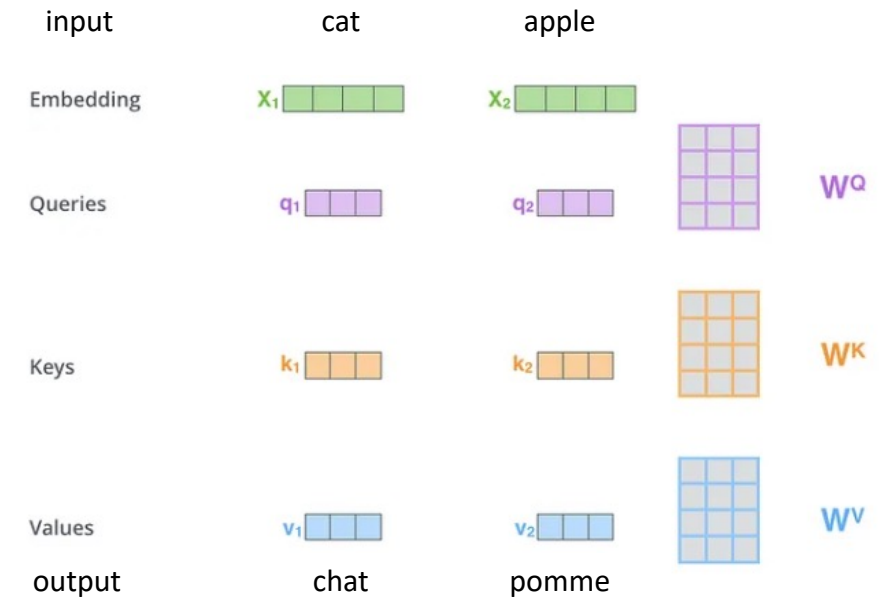 input cat apple
Embedding X1 X2
Queries q1 q2 WQ
Keys k1 k2 WK
Values v1 v2 WV
output chat pomme